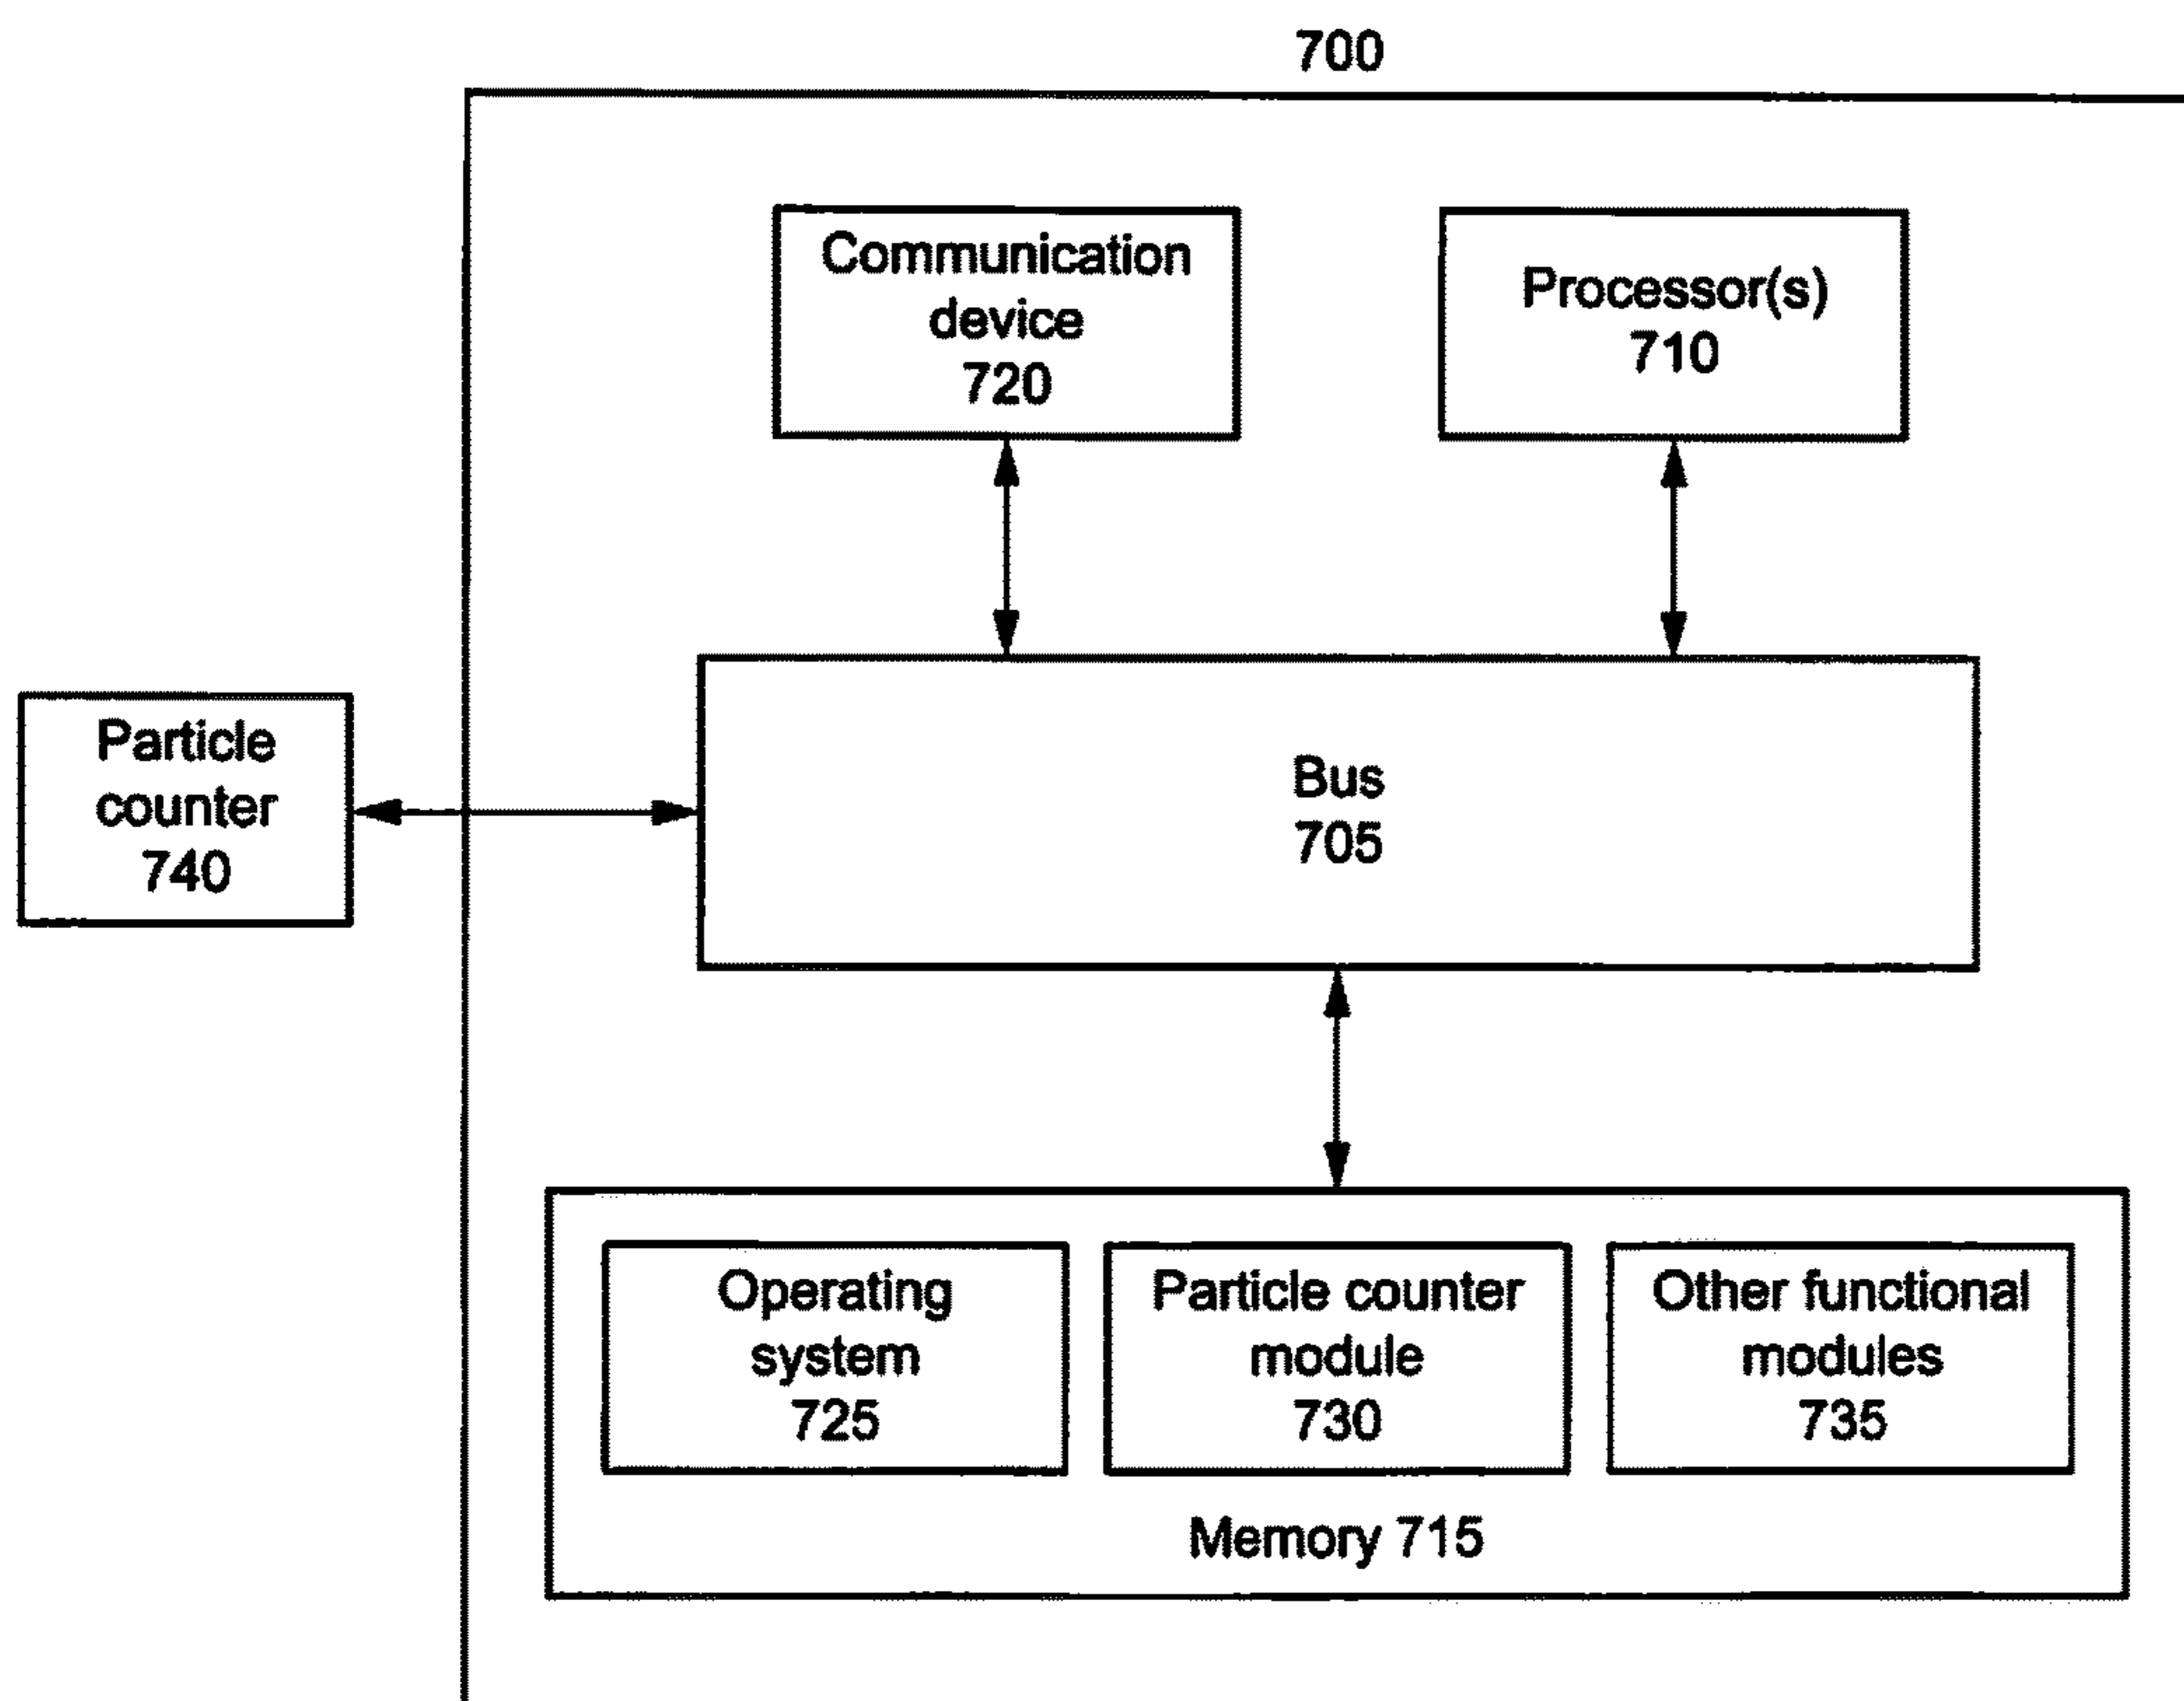 700
Communication
device
720
Processor(s)
710
Particle
counter
740
Bus
705
Operating
system
725
Particle counter
module
730
Other functional
modules
735
Memory 715